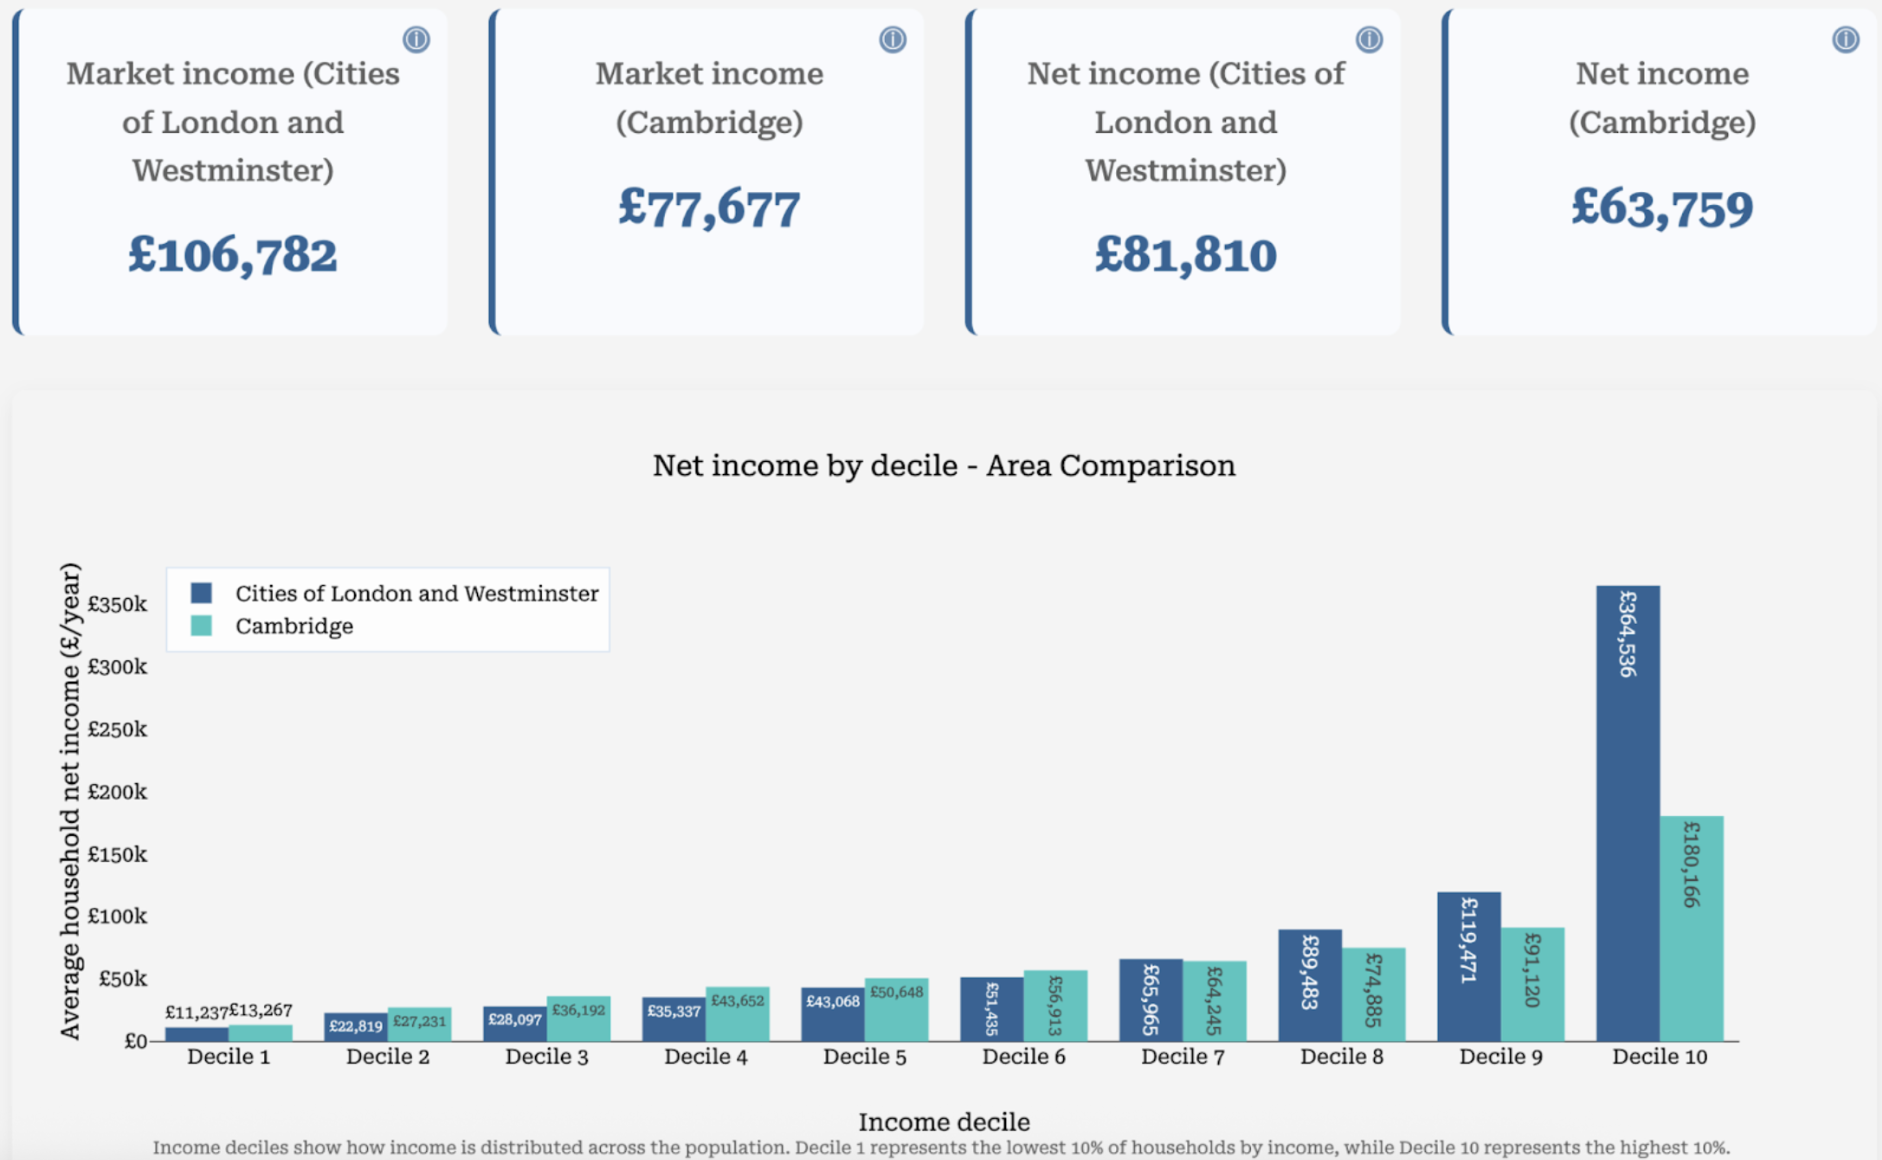 Market income (Cities
of London and
Westminster)
£106,782
Market income
(Cambridge)
£77,677
Net income (Cities of
London and
Westminster)
£81,810
Net income
(Cambridge)
£63,759
Net income by decile - Area Comparison
Average household net income (£/year)
£350k
£300k
£250k
£200k
£150k
£100k
£50k
£0
Cities of London and Westminster
Cambridge
£11,237
£13,267
£22,819
£27,231
£28,097
£36,192
£35,337
£43,652
£43,068
£50,648
£51,435
£56,913
£65,965
£64,245
£89,483
£74,885
£119,471
£91,120
£364,536
£180,166
Decile 1
Decile 2
Decile 3
Decile 4
Decile 5
Decile 6
Decile 7
Decile 8
Decile 9
Decile 10
Income decile
Income deciles show how income is distributed across the population. Decile 1 represents the lowest 10% of households by income, while Decile 10 represents the highest 10%.